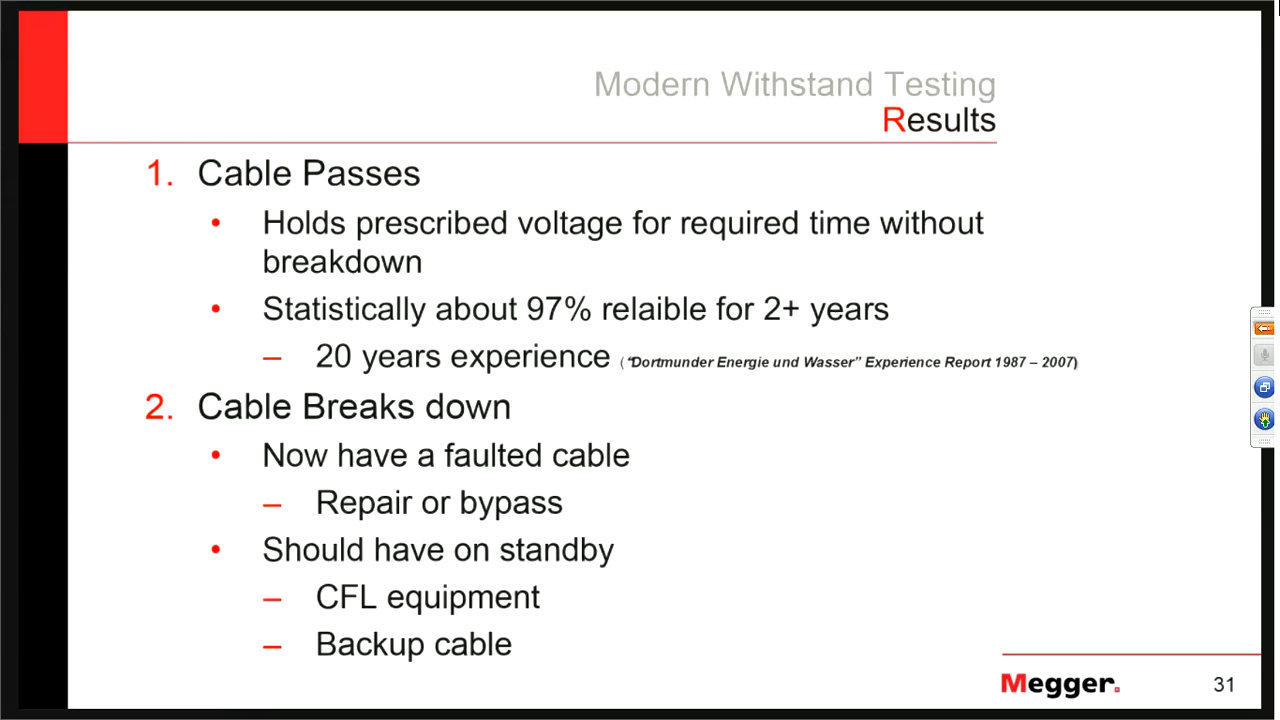 Modern Withstand Testing
Results
1. Cable Passes
• Holds prescribed voltage for required time without
breakdown
• Statistically about 97% relaible for 2+ years
– 20 years experience (“Dortmunder Energie und Wasser” Experience Report 1987 – 2007)
2. Cable Breaks down
• Now have a faulted cable
– Repair or bypass
• Should have on standby
– CFL equipment
– Backup cable
Megger.
31